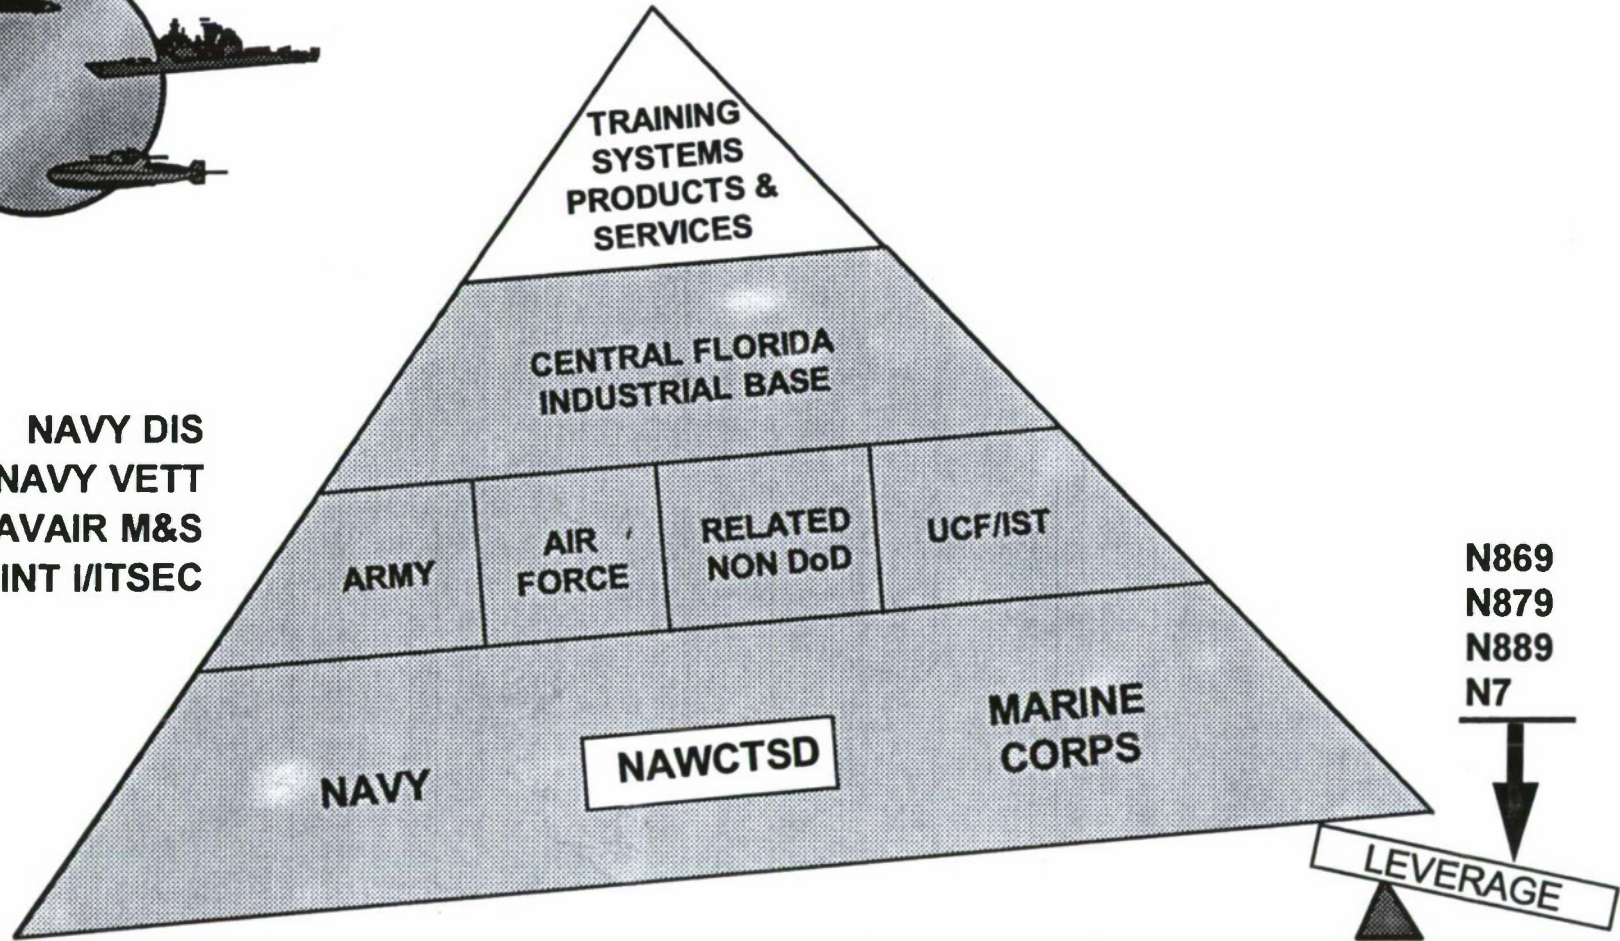 TRAINING
SYSTEMS
PRODUCTS &
SERVICES
CENTRAL FLORIDA
INDUSTRIAL BASE
NAVY DIS
NAVY VETT
AVAIR M&S
INT I/ITSEC
ARMY
AIR
FORCE
RELATED
NON DoD
UCF/IST
NAVY
NAWCTSD
MARINE
CORPS
N869
N879
N889
N7
LEVERAGE